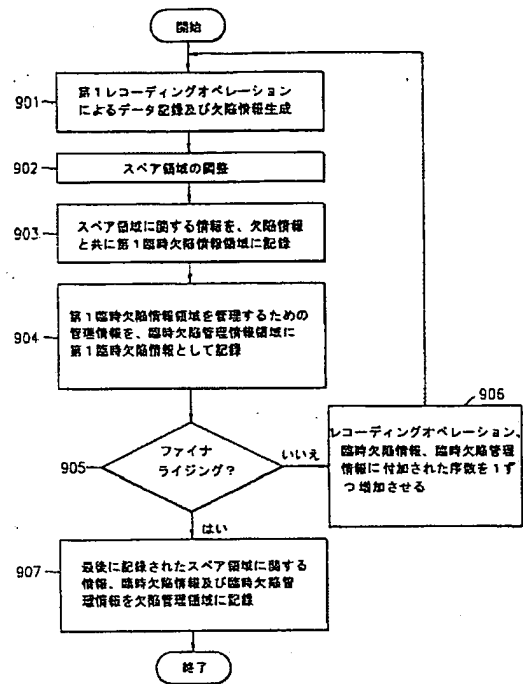 開始
901
第1レコーディングオペレーション
によるデータ記録及び欠陥情報生成
902
スペア領域の調整
903
スペア領域に関する情報を、欠陥情報
と共に第1臨時欠陥情報領域に記録
904
第1臨時欠陥情報領域を管理するための
管理情報を、臨時欠陥管理情報領域に
第1臨時欠陥情報として記録
905
ファイナ
ライジング？
いいえ
906
レコーディングオペレーション、
臨時欠陥情報、臨時欠陥管理
情報に付加された序数を1ず
つ増加させる
はい
907
最後に記録されたスペア領域に関する
情報、臨時欠陥情報及び臨時欠陥管
理情報を欠陥管理領域に記録
終了